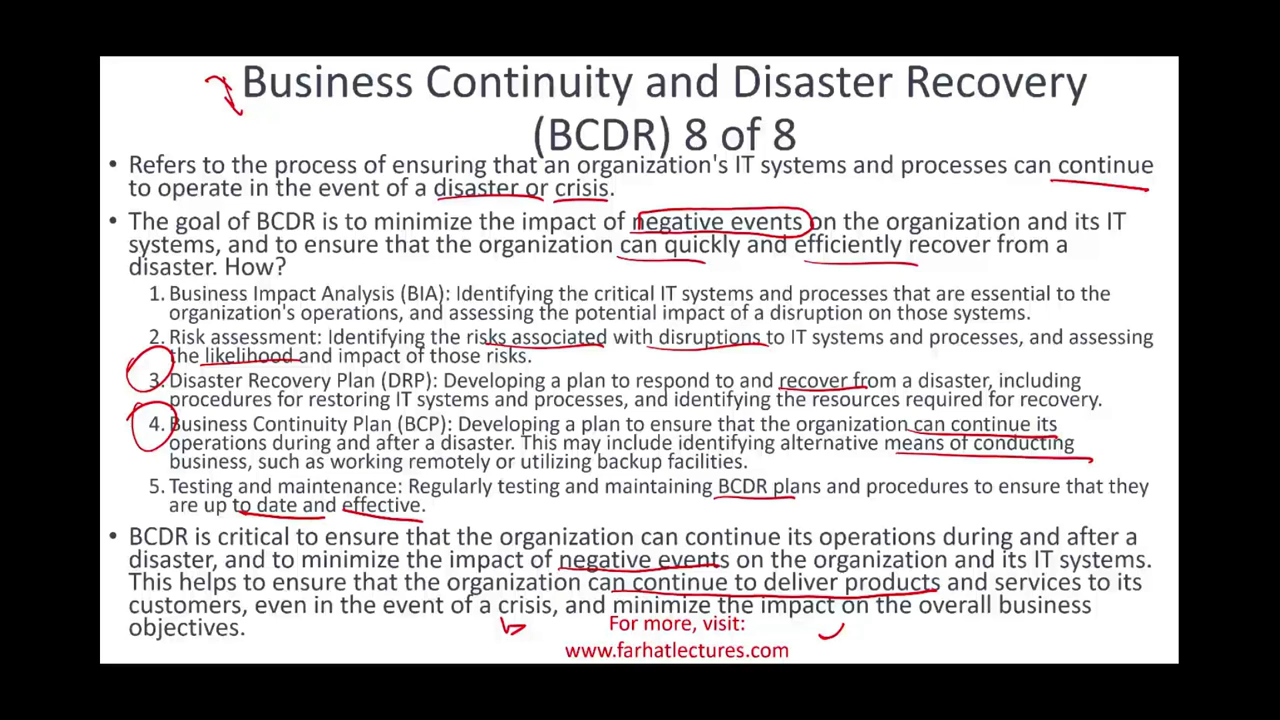 Business Continuity and Disaster Recovery
(BCDR) 8 of 8
• Refers to the process of ensuring that an organization's IT systems and processes can continue
to operate in the event of a disaster or crisis.
• The goal of BCDR is to minimize the impact of negative events on the organization and its IT
systems, and to ensure that the organization can quickly and efficiently recover from a
disaster. How?
1. Business Impact Analysis (BIA): Identifying the critical IT systems and processes that are essential to the
organization's operations, and assessing the potential impact of a disruption on those systems.
2. Risk assessment: Identifying the risks associated with disruptions to IT systems and processes, and assessing
the likelihood and impact of those risks.
3. Disaster Recovery Plan (DRP): Developing a plan to respond to and recover from a disaster, including
procedures for restoring IT systems and processes, and identifying the resources required for recovery.
4. Business Continuity Plan (BCP): Developing a plan to ensure that the organization can continue its
operations during and after a disaster. This may include identifying alternative means of conducting
business, such as working remotely or utilizing backup facilities.
5. Testing and maintenance: Regularly testing and maintaining BCDR plans and procedures to ensure that they
are up to date and effective.
• BCDR is critical to ensure that the organization can continue its operations during and after a
disaster, and to minimize the impact of negative events on the organization and its IT systems.
This helps to ensure that the organization can continue to deliver products and services to its
customers, even in the event of a crisis, and minimize the impact on the overall business
objectives.
For more, visit:
www.farhatlectures.com